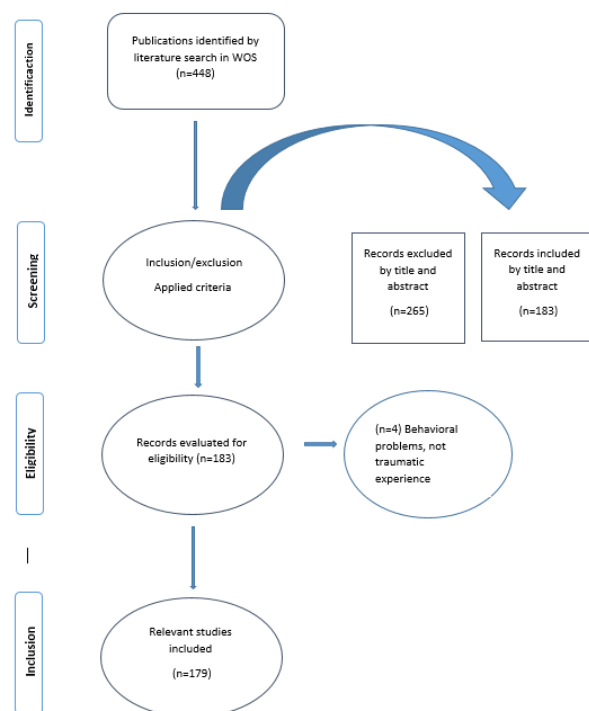 Identificaction
Publications identified by
literature search in WOS
(n=448)
Screening
Inclusion/exclusion
Applied criteria
Records excluded
by title and
abstract
(n=265)
Records included
by title and
abstract
(n=183)
Eligibility
Records evaluated for
eligibility (n=183)
(n=4) Behavioral
problems, not
traumatic
experience
Inclusion
Relevant studies
included
(n=179)